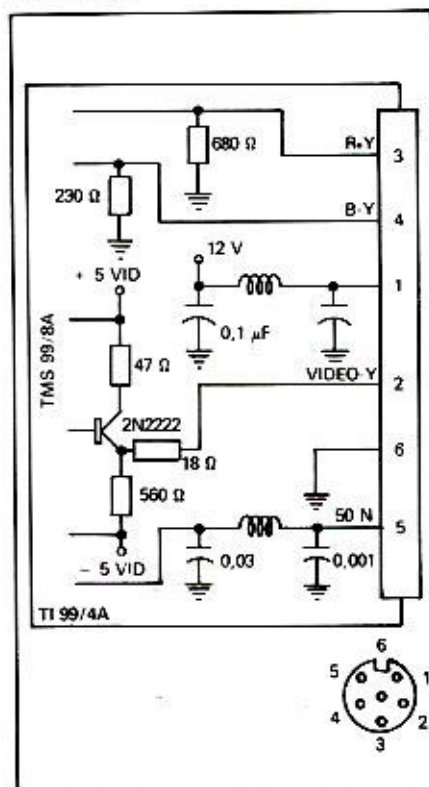 680 Ω
R-Y
3
230 Ω
B-Y
4
12 V
+ 5 VID
1
0,1 µF
47 Ω
VIDEO-Y
2
TMS 99/8A
2N2222
18 Ω
6
560 Ω
50 N
5
− 5 VID
0,03
0,001
TI 99/4A
6
5
1
4
2
3